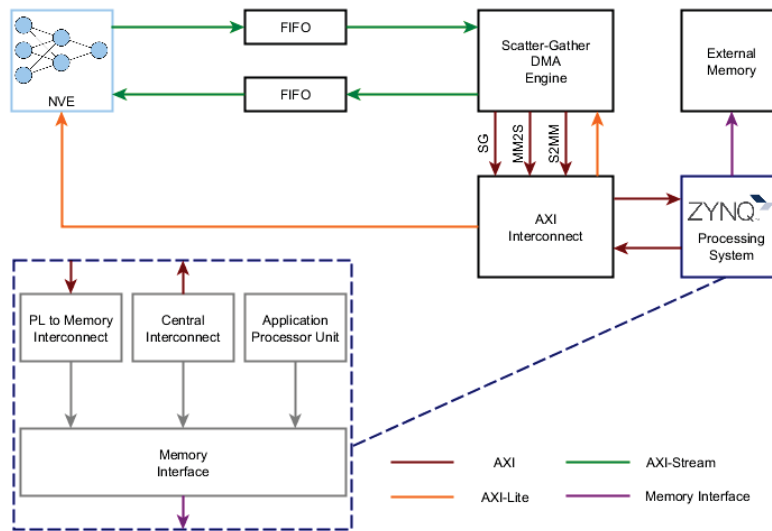 NVE
FIFO
FIFO
Scatter-Gather
DMA
Engine
External
Memory
SG
MM2S
S2MM
AXI
Interconnect
ZYNQ
Processing
System
PL to Memory
Interconnect
Central
Interconnect
Application
Processor Unit
Memory
Interface
AXI
AXI-Stream
AXI-Lite
Memory Interface